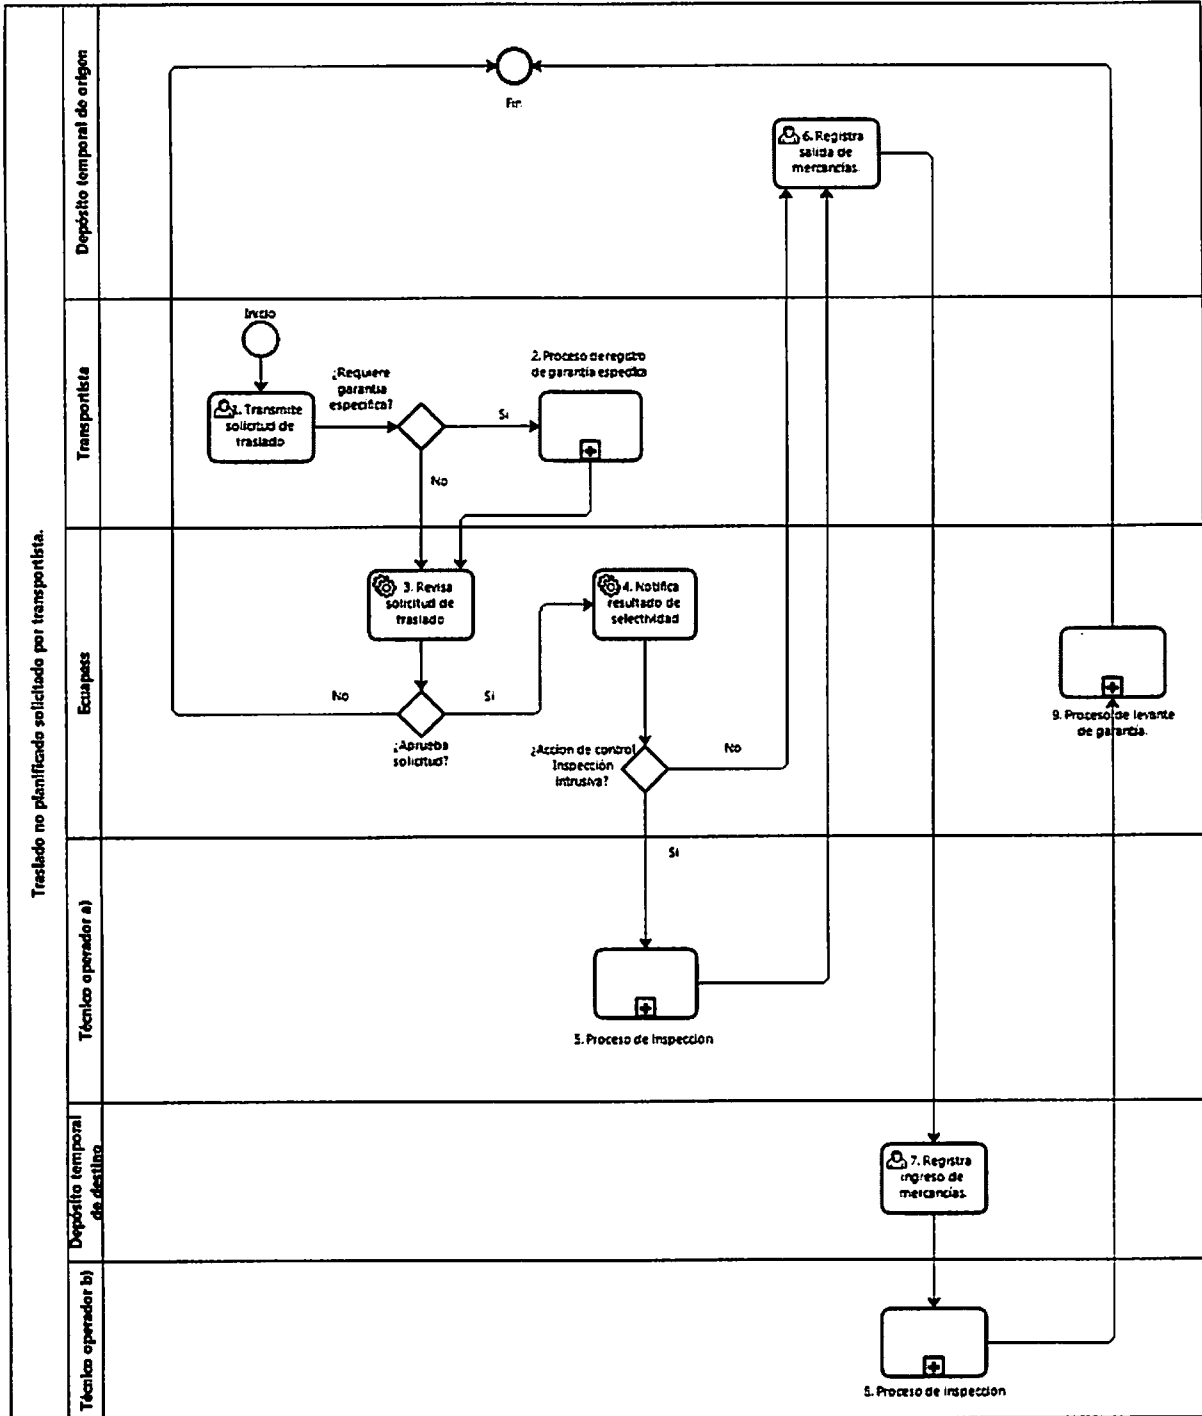 Traslado no planificado solicitado por transportista.
Depósito temporal de origen
Fin
6. Registra
salida de
mercancías.
Transportista
Inicio
1. Transmite
solicitud de
traslado
¿Requiere
garantía
específica?
Si
No
2. Proceso de registro
de garantía específica
Ecuapass
3. Revisa
solicitud de
traslado
4. Notifica
resultado de
selectividad
No
Si
¿Aprueba
solicitud?
¿Accion de control
Inspección
intrusiva?
No
9. Proceso de levante
de garantía.
Técnico operador a)
Si
5. Proceso de inspección
Depósito temporal
de destino
7. Registra
ingreso de
mercancías.
Técnico operador b)
5. Proceso de inspección